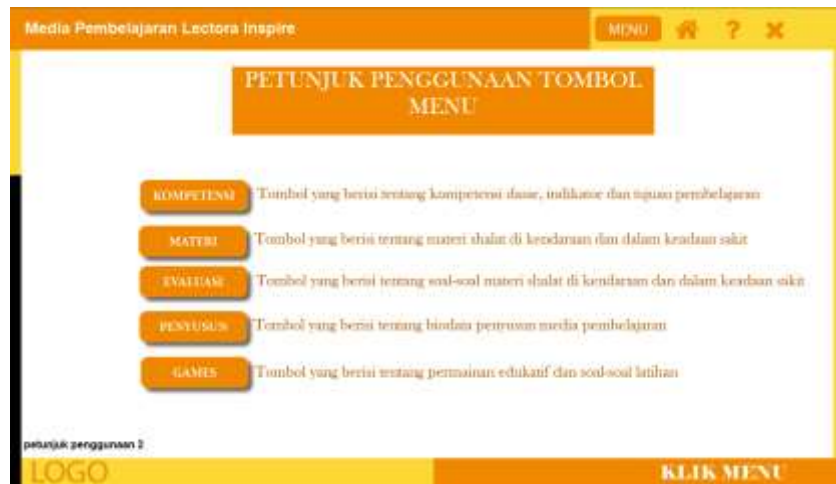 Media Pembelajaran Lectora Inspire
MENU
?
PETUNJUK PENGGUNAAN TOMBOL
MENU
KOMPETENSI
Tombol yang berisi tentang kompetensi dasar, indikator dan tujuan pembelajaran
MATERI
Tombol yang berisi tentang materi shalat di kendaraan dan dalam keadaan sakit
EVALUASI
Tombol yang berisi tentang soal-soal materi shalat di kendaraan dan dalam keadaan sakit
PENYUSUN
Tombol yang berisi tentang biodata penyusun media pembelajaran
GAMES
Tombol yang berisi tentang permainan edukatif dan soal-soal latihan
petunjuk penggunaan 2
LOGO
KLIK MENU